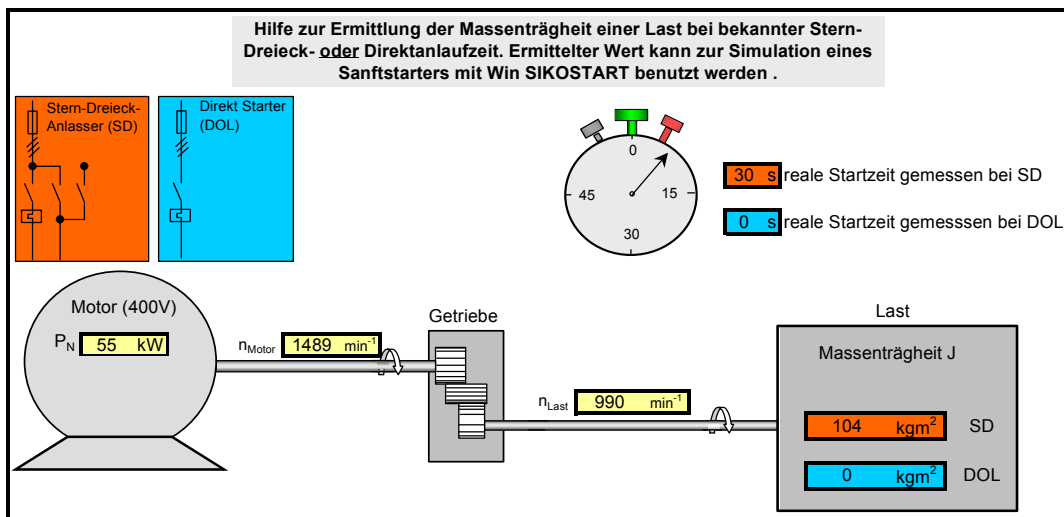 Hilfe zur Ermittlung der Massenträgheit einer Last bei bekannter Stern-
Dreieck- oder Direktanlaufzeit. Ermittelter Wert kann zur Simulation eines
Sanftstarters mit Win SIKOSTART benutzt werden .
Stern-Dreieck-
Anlasser (SD)
Direkt Starter
(DOL)
0
15
30
45
30 s reale Startzeit gemessen bei SD
0 s reale Startzeit gemesssen bei DOL
Motor (400V)
PN 55 kW
nMotor 1489 min-1
Getriebe
nLast 990 min-1
Last
Massenträgheit J
104 kgm2 SD
0 kgm2 DOL